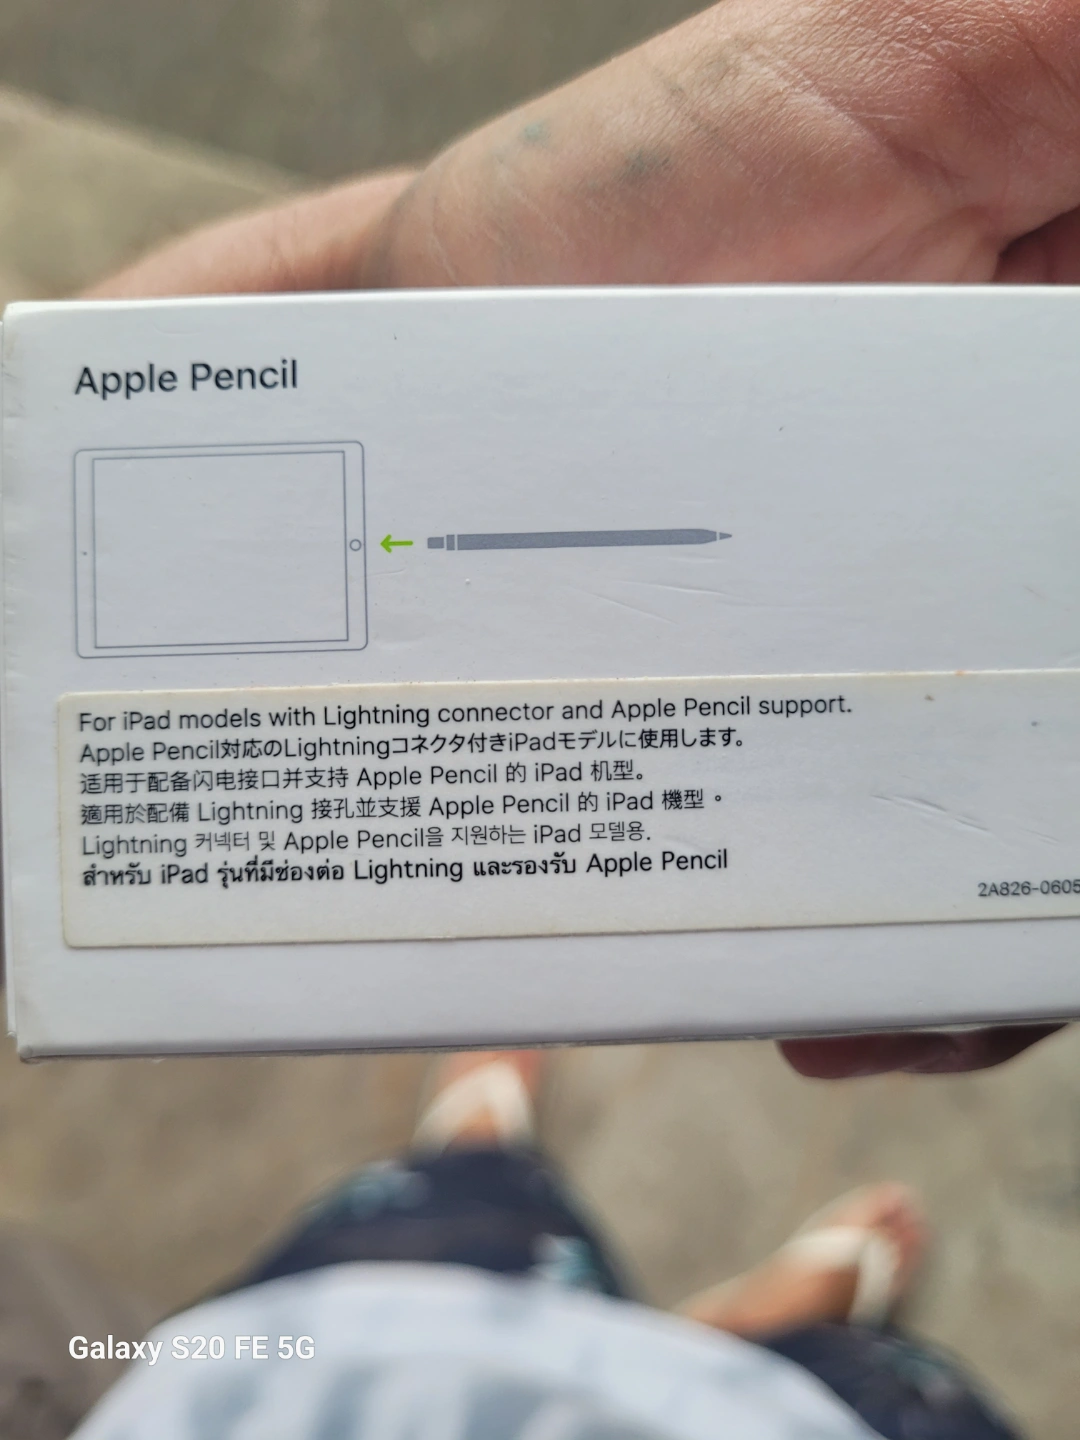 Apple Pencil
For iPad models with Lightning connector and Apple Pencil support.
Apple Pencil対応のLightningコネクタ付きiPadモデルに使用します。
适用于配备闪电接口并支持 Apple Pencil 的 iPad 机型。
適用於配備 Lightning 接孔並支援 Apple Pencil 的 iPad 機型。
Lightning 커넥터 및 Apple Pencil을 지원하는 iPad 모델용.
สำหรับ iPad รุ่นที่มีช่องต่อ Lightning และรองรับ Apple Pencil
2A826-0605
Galaxy S20 FE 5G